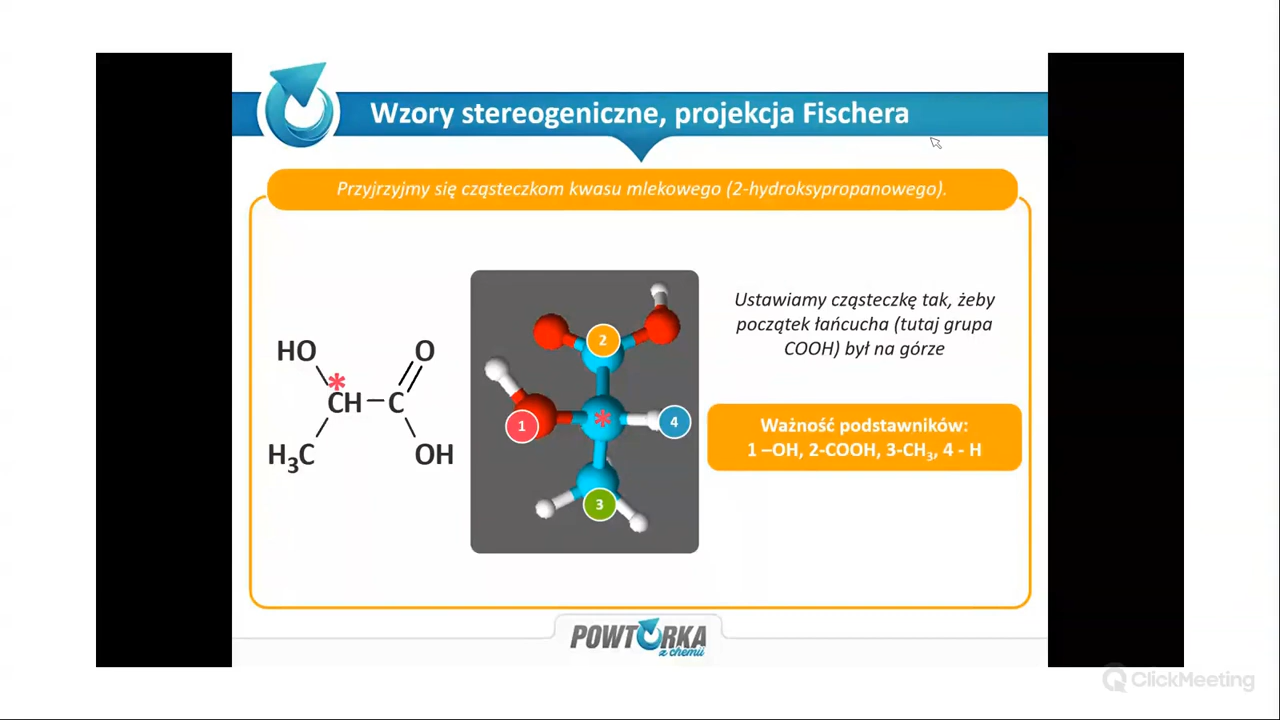 Wzory stereogeniczne, projekcja Fischera
Przyjrzyjmy się cząsteczkom kwasu mlekowego (2-hydroksypropanowego).
HO
O
*
CH
C
H₃C
OH
2
1
*
4
3
Ustawiamy cząsteczkę tak, żeby
początek łańcucha (tutaj grupa
COOH) był na górze
Ważność podstawników:
1 –OH, 2-COOH, 3-CH₃, 4 - H
POWTÓRKA
z chemii
ClickMeeting